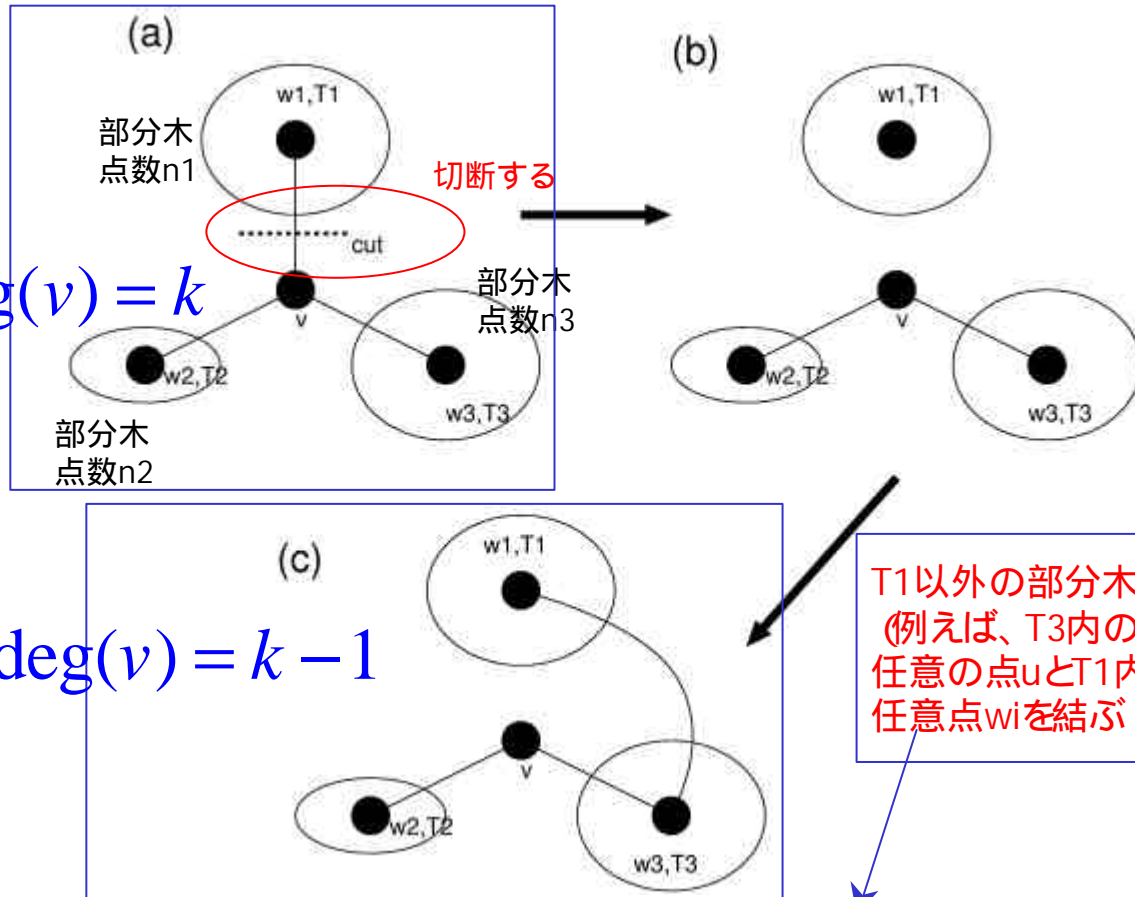 (a)
w1,T1
部分木
点数n1
切断する
cut
g(v) = k
v
部分木
点数n3
w2,T2
w3,T3
部分木
点数n2
(b)
w1,T1
v
w2,T2
w3,T3
(c)
w1,T1
deg(v) = k − 1
v
w2,T2
w3,T3
T1以外の部分木
(例えば、T3内の
任意の点uとT1内
任意点wiを結ぶ